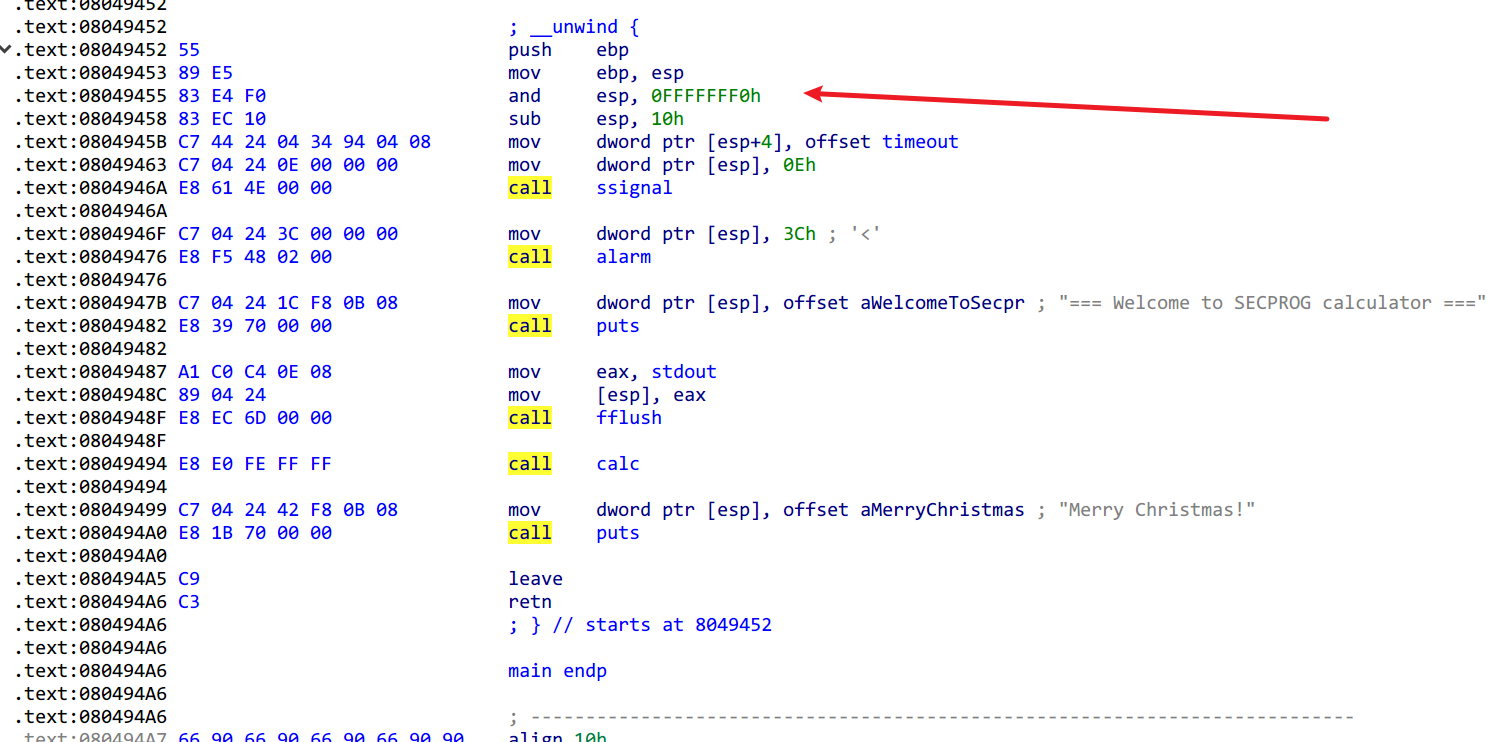 .text:08049452
.text:08049452 ; __unwind {
.text:08049452 55 push ebp
.text:08049453 89 E5 mov ebp, esp
.text:08049455 83 E4 F0 and esp, 0FFFFFFF0h
.text:08049458 83 EC 10 sub esp, 10h
.text:0804945B C7 44 24 04 34 94 04 08 mov dword ptr [esp+4], offset timeout
.text:08049463 C7 04 24 0E 00 00 00 mov dword ptr [esp], 0Eh
.text:0804946A E8 61 4E 00 00 call ssignal
.text:0804946A
.text:0804946F C7 04 24 3C 00 00 00 mov dword ptr [esp], 3Ch ; '<'
.text:08049476 E8 F5 48 02 00 call alarm
.text:08049476
.text:0804947B C7 04 24 1C F8 0B 08 mov dword ptr [esp], offset aWelcomeToSecpr ; "=== Welcome to SECPROG calculator ==="
.text:08049482 E8 39 70 00 00 call puts
.text:08049482
.text:08049487 A1 C0 C4 0E 08 mov eax, stdout
.text:0804948C 89 04 24 mov [esp], eax
.text:0804948F E8 EC 6D 00 00 call fflush
.text:0804948F
.text:08049494 E8 E0 FE FF FF call calc
.text:08049494
.text:08049499 C7 04 24 42 F8 0B 08 mov dword ptr [esp], offset aMerryChristmas ; "Merry Christmas!"
.text:080494A0 E8 1B 70 00 00 call puts
.text:080494A0
.text:080494A5 C9 leave
.text:080494A6 C3 retn
.text:080494A6 ; } // starts at 8049452
.text:080494A6
.text:080494A6 main endp
.text:080494A6
.text:080494A6 ; ---------------------------------------------------------------------------
.text:080494A7 66 90 66 90 66 90 66 90 90 align 10h